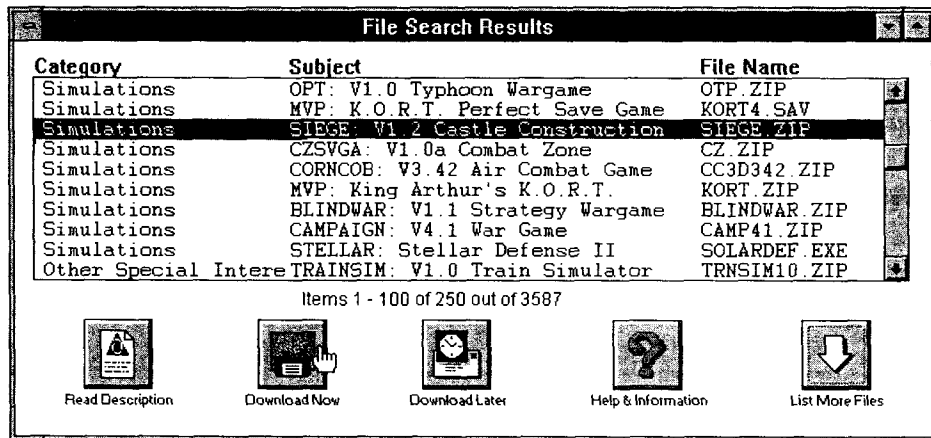 File Search Results
Category Subject File Name
Simulations OPT: V1.0 Typhoon Wargame OTP.ZIP
Simulations MVP: K.O.R.T. Perfect Save Game KORT4.SAV
Simulations SIEGE: V1.2 Castle Construction SIEGE.ZIP
Simulations CZSVGA: V1.0a Combat Zone CZ.ZIP
Simulations CORNCOB: V3.42 Air Combat Game CC3D342.ZIP
Simulations MVP: King Arthur's K.O.R.T. KORT.ZIP
Simulations BLINDWAR: V1.1 Strategy Wargame BLINDWAR.ZIP
Simulations CAMPAIGN: V4.1 War Game CAMP41.ZIP
Simulations STELLAR: Stellar Defense II SOLARDEF.EXE
Other Special Intere TRAINSIM: V1.0 Train Simulator TRNSIM10.ZIP
Items 1 - 100 of 250 out of 3587
Read Description Download Now Download Later Help & Information List More Files